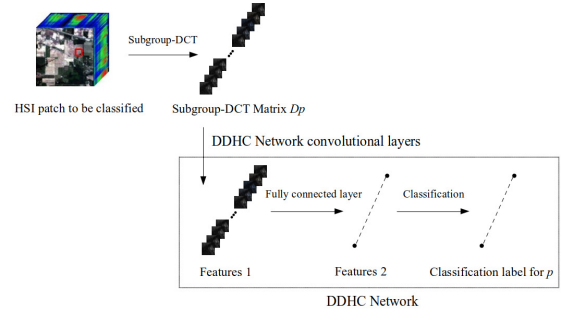 Subgroup-DCT
HSI patch to be classified
Subgroup-DCT Matrix Dp
DDHC Network convolutional layers
Fully connected layer
Classification
Features 1
Features 2
Classification label for p
DDHC Network